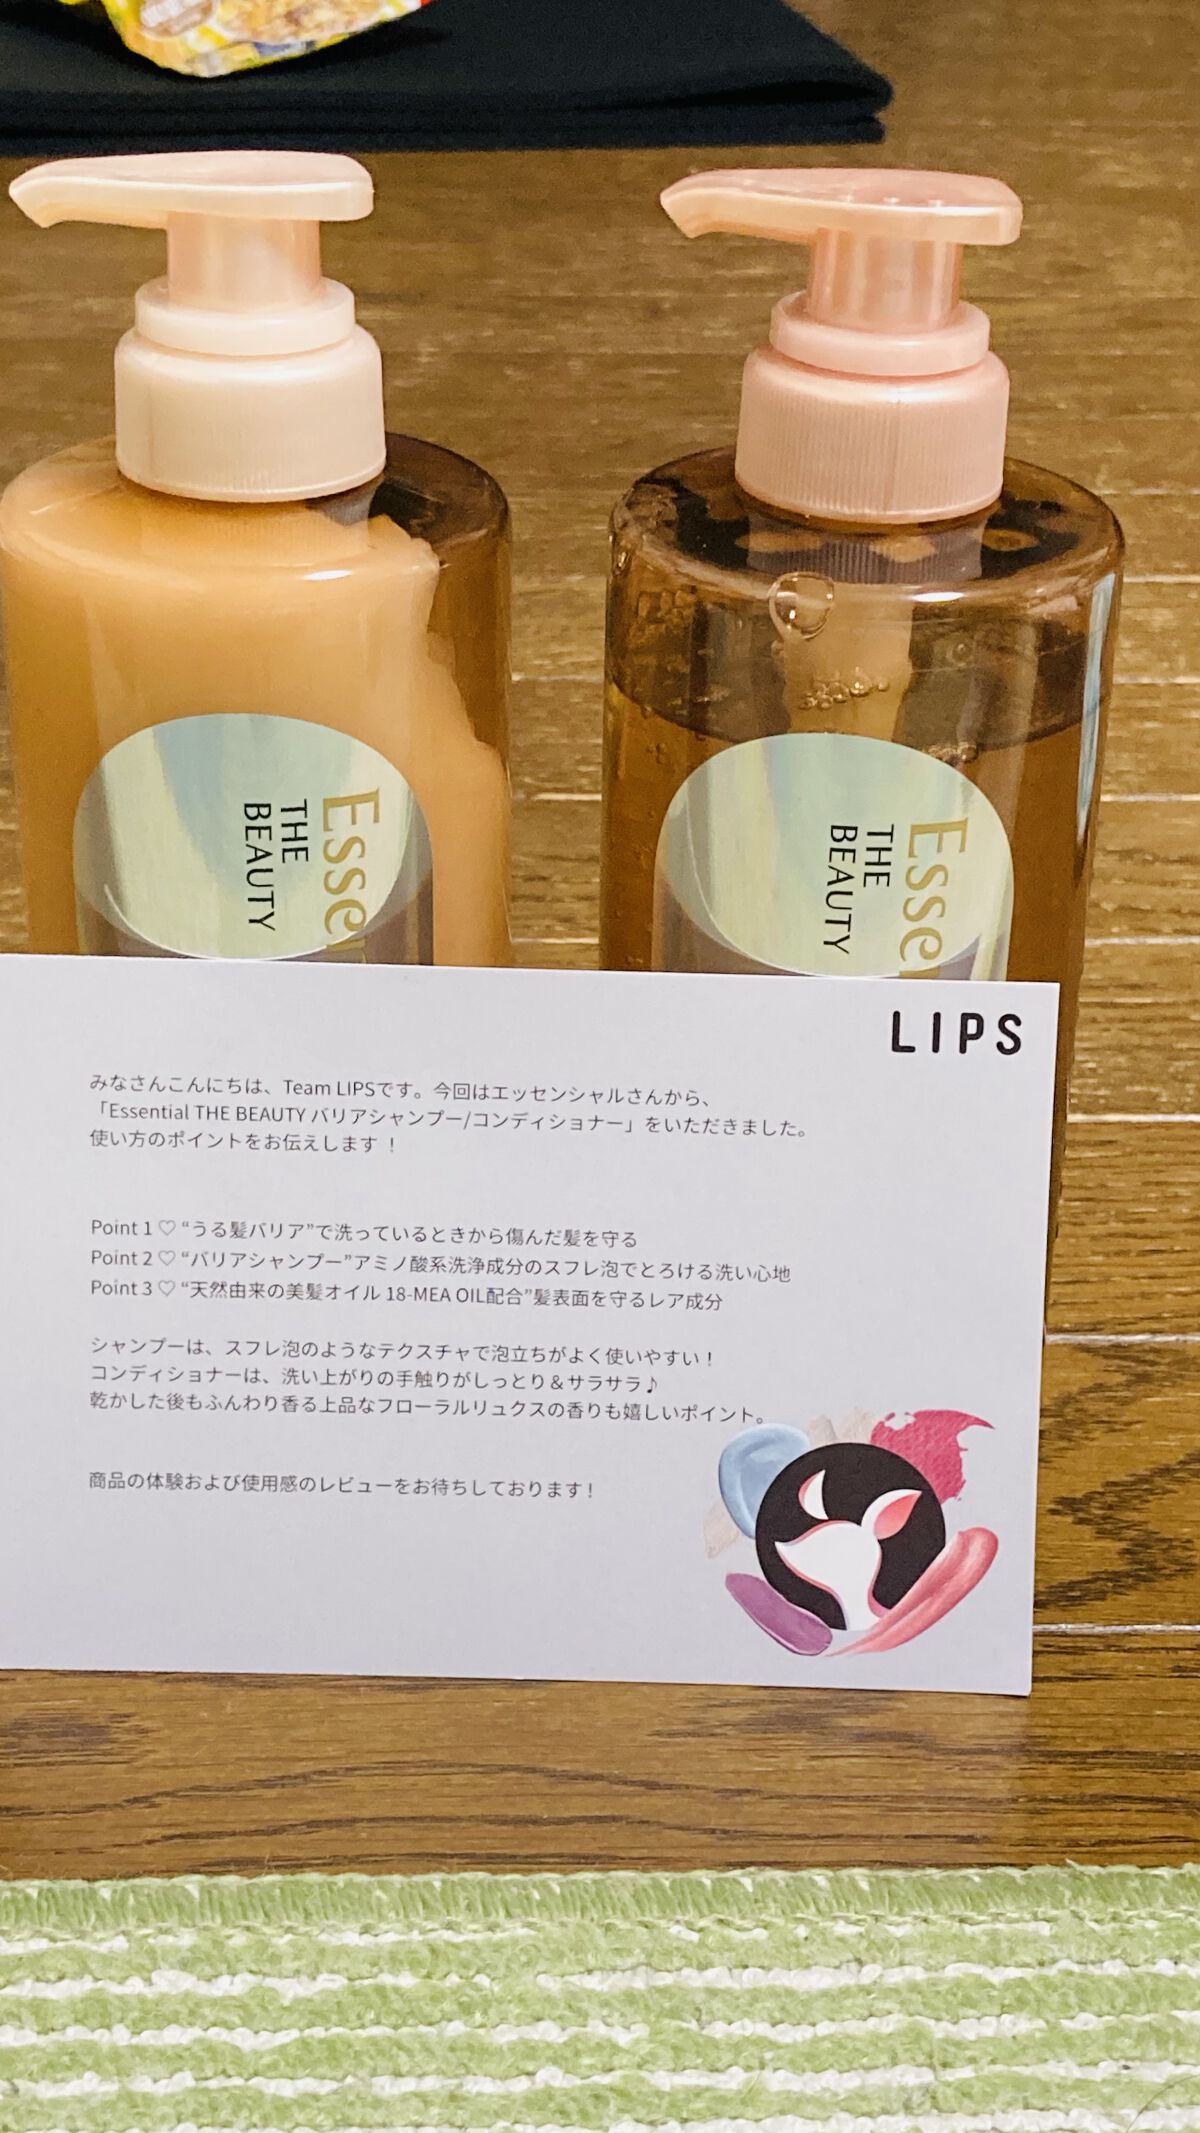 Esse
THE
BEAUTY
Esse
THE
BEAUTY
LIPS
みなさんこんにちは、Team LIPSです。今回はエッセンシャルさんから、
「Essential THE BEAUTY バリアシャンプー/コンディショナー」をいただきました。
使い方のポイントをお伝えします！
Point 1 ♡ “うる髪バリア”で洗っているときから傷んだ髪を守る
Point 2 ♡ “バリアシャンプー”アミノ酸系洗浄成分のスフレ泡でとろける洗い心地
Point 3 ♡ “天然由来の美髪オイル 18-MEA OIL配合”髪表面を守るレア成分
シャンプーは、スフレ泡のようなテクスチャで泡立ちがよく使いやすい！
コンディショナーは、洗い上がりの手触りがしっとり＆サラサラ♪
乾かした後もふんわり香る上品なフローラルリュクスの香りも嬉しいポイント。
商品の体験および使用感のレビューをお待ちしております！